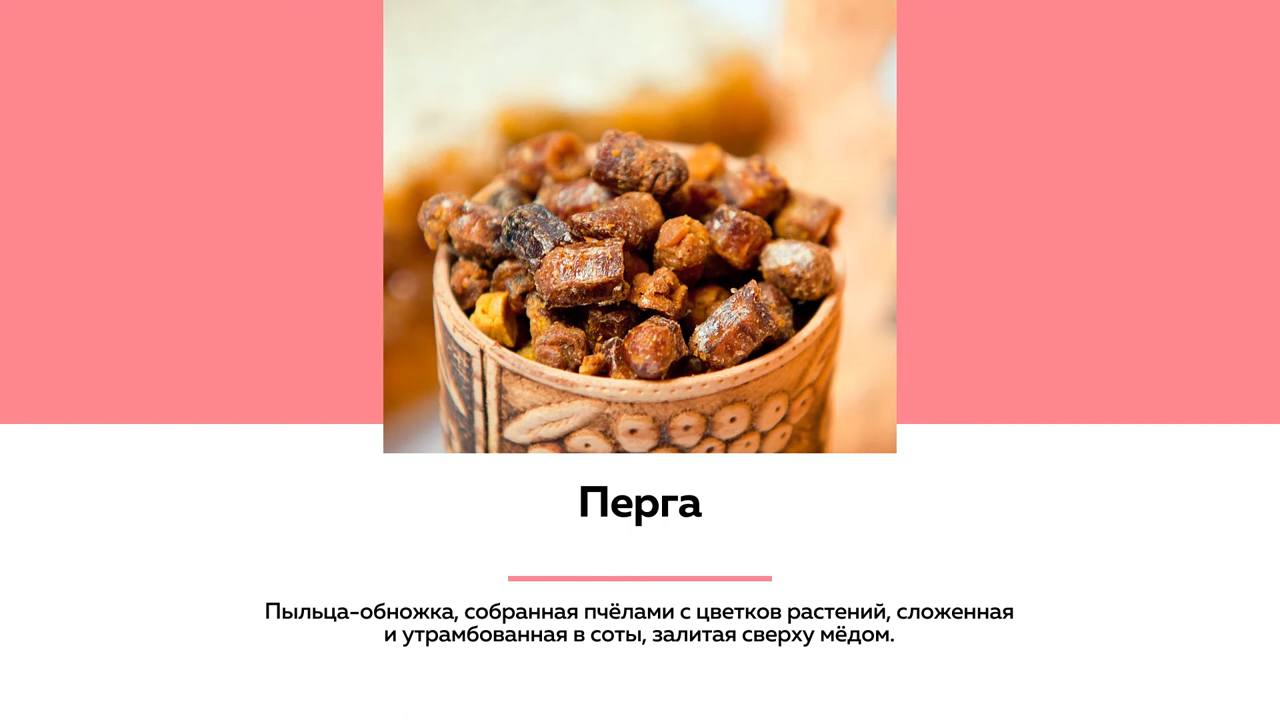 Перга
Пыльца-обножка, собранная пчёлами с цветков растений, сложенная
и утрамбованная в соты, залитая сверху мёдом.